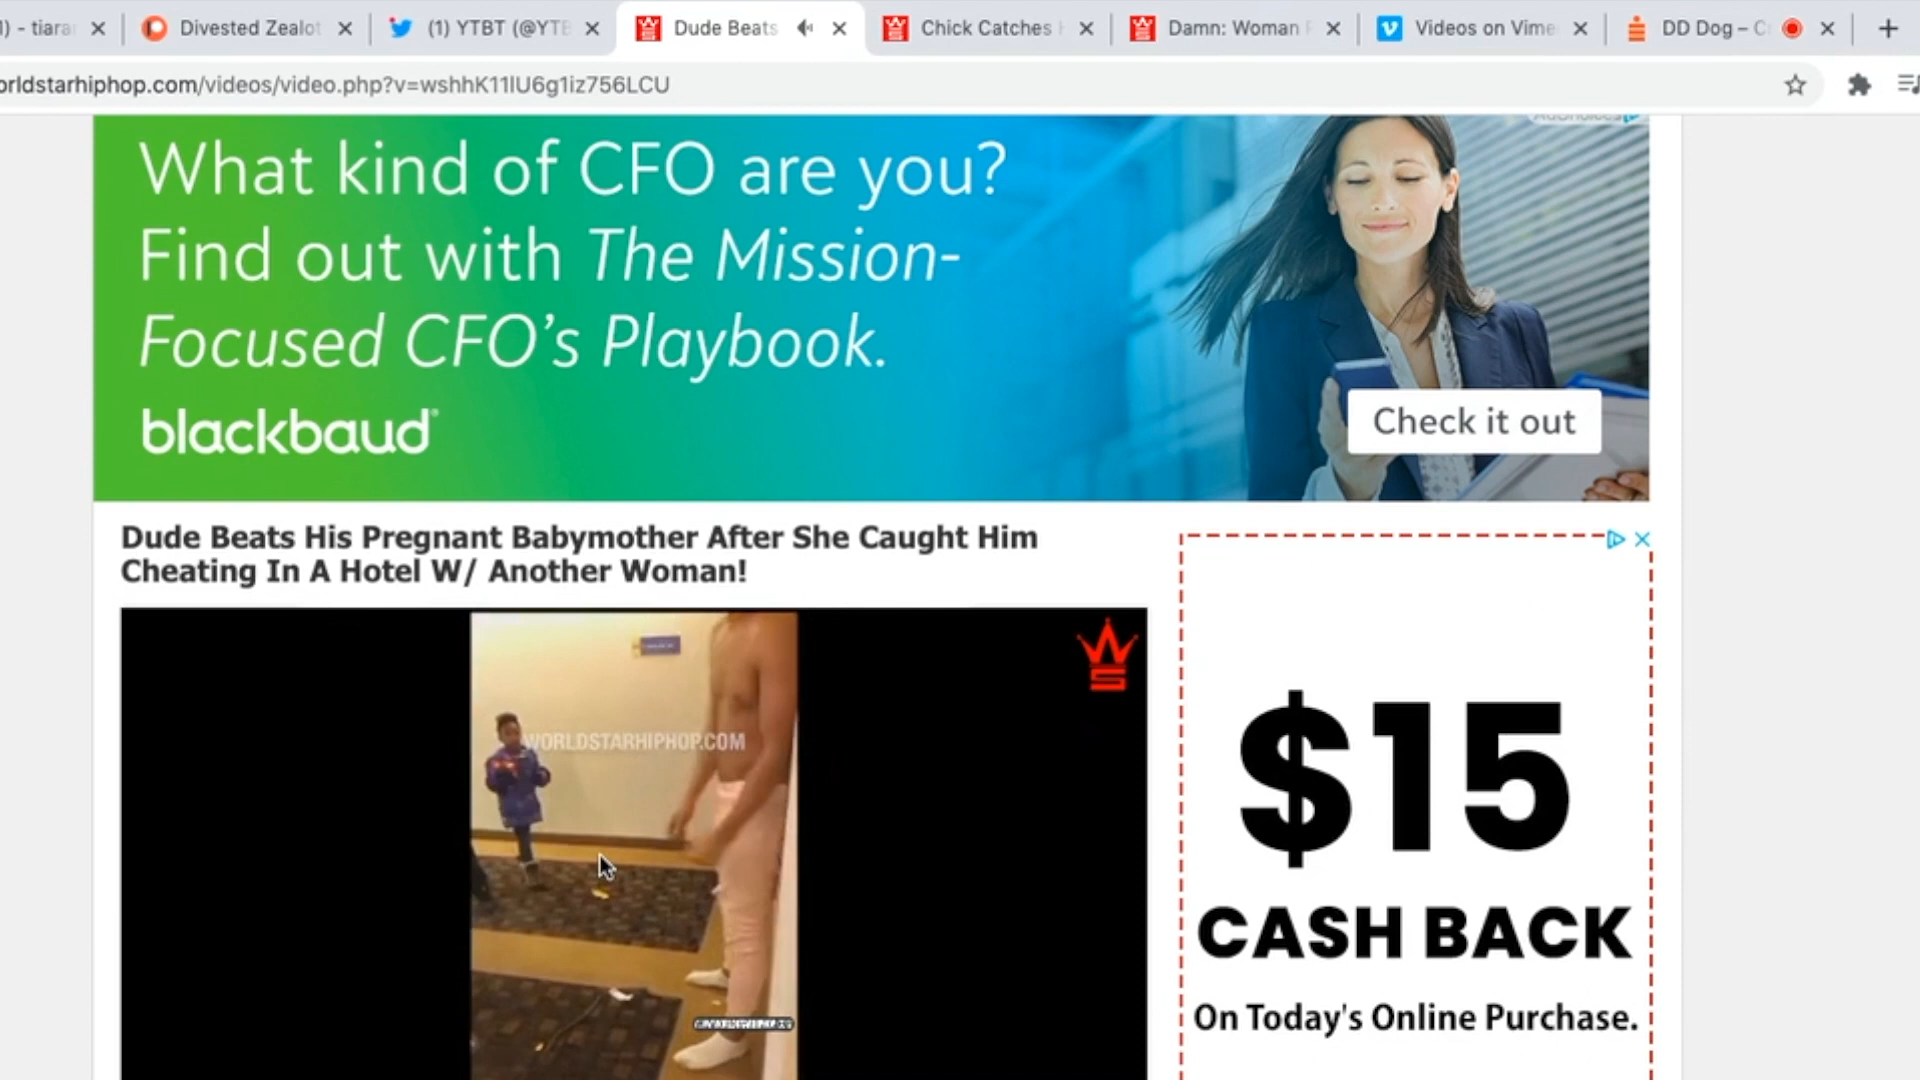 ) - tiara
Divested Zealot
(1) YTBT (@YTB
Dude Beats
Chick Catches H
Damn: Woman
Videos on Vime
DD Dog – C
orldstarhiphop.com/videos/video.php?v=wshhK11lU6g1iz756LCU
AdChoices
What kind of CFO are you?
Find out with The Mission-
Focused CFO's Playbook.
blackbaud
Check it out
Dude Beats His Pregnant Babymother After She Caught Him
Cheating In A Hotel W/ Another Woman!
WORLDSTARHIPHOP.COM
$15
CASH BACK
On Today's Online Purchase.